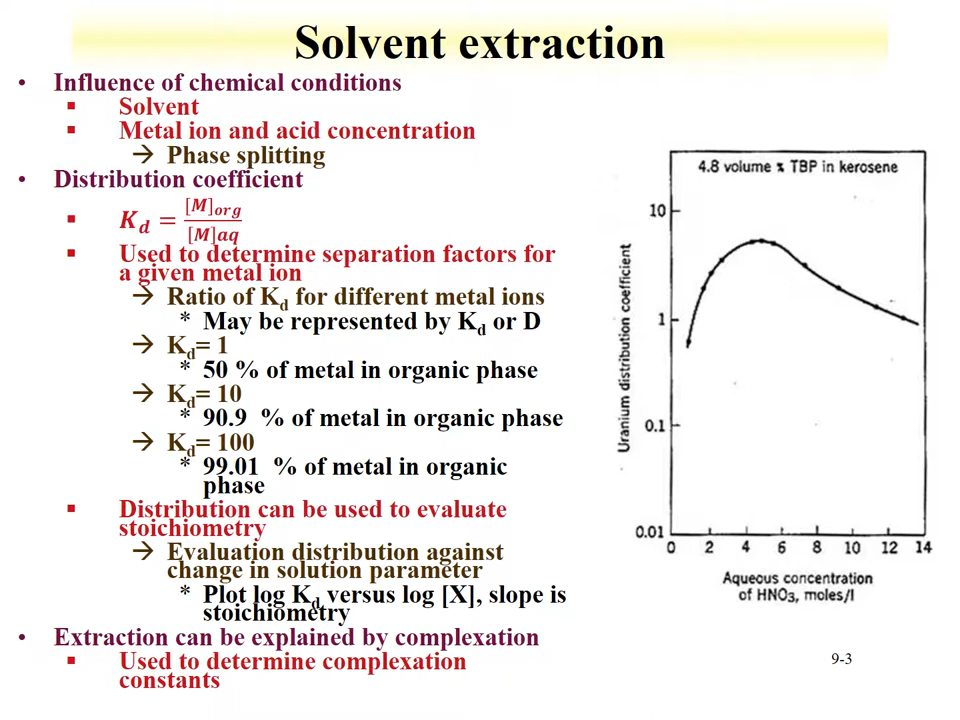 Solvent extraction
• Influence of chemical conditions
▪ Solvent
▪ Metal ion and acid concentration
→ Phase splitting
• Distribution coefficient
▪ K_d = [M]_org / [M]aq
▪ Used to determine separation factors for
a given metal ion
→ Ratio of K_d for different metal ions
* May be represented by K_d or D
→ K_d= 1
* 50 % of metal in organic phase
→ K_d= 10
* 90.9 % of metal in organic phase
→ K_d= 100
* 99.01 % of metal in organic
phase
▪ Distribution can be used to evaluate
stoichiometry
→ Evaluation distribution against
change in solution parameter
* Plot log K_d versus log [X], slope is
stoichiometry
• Extraction can be explained by complexation
▪ Used to determine complexation
constants
4.8 volume % TBP in kerosene
Uranium distribution coefficient
10
1
0.1
0.01
0 2 4 6 8 10 12 14
Aqueous concentration
of HNO₃, moles/l
9-3